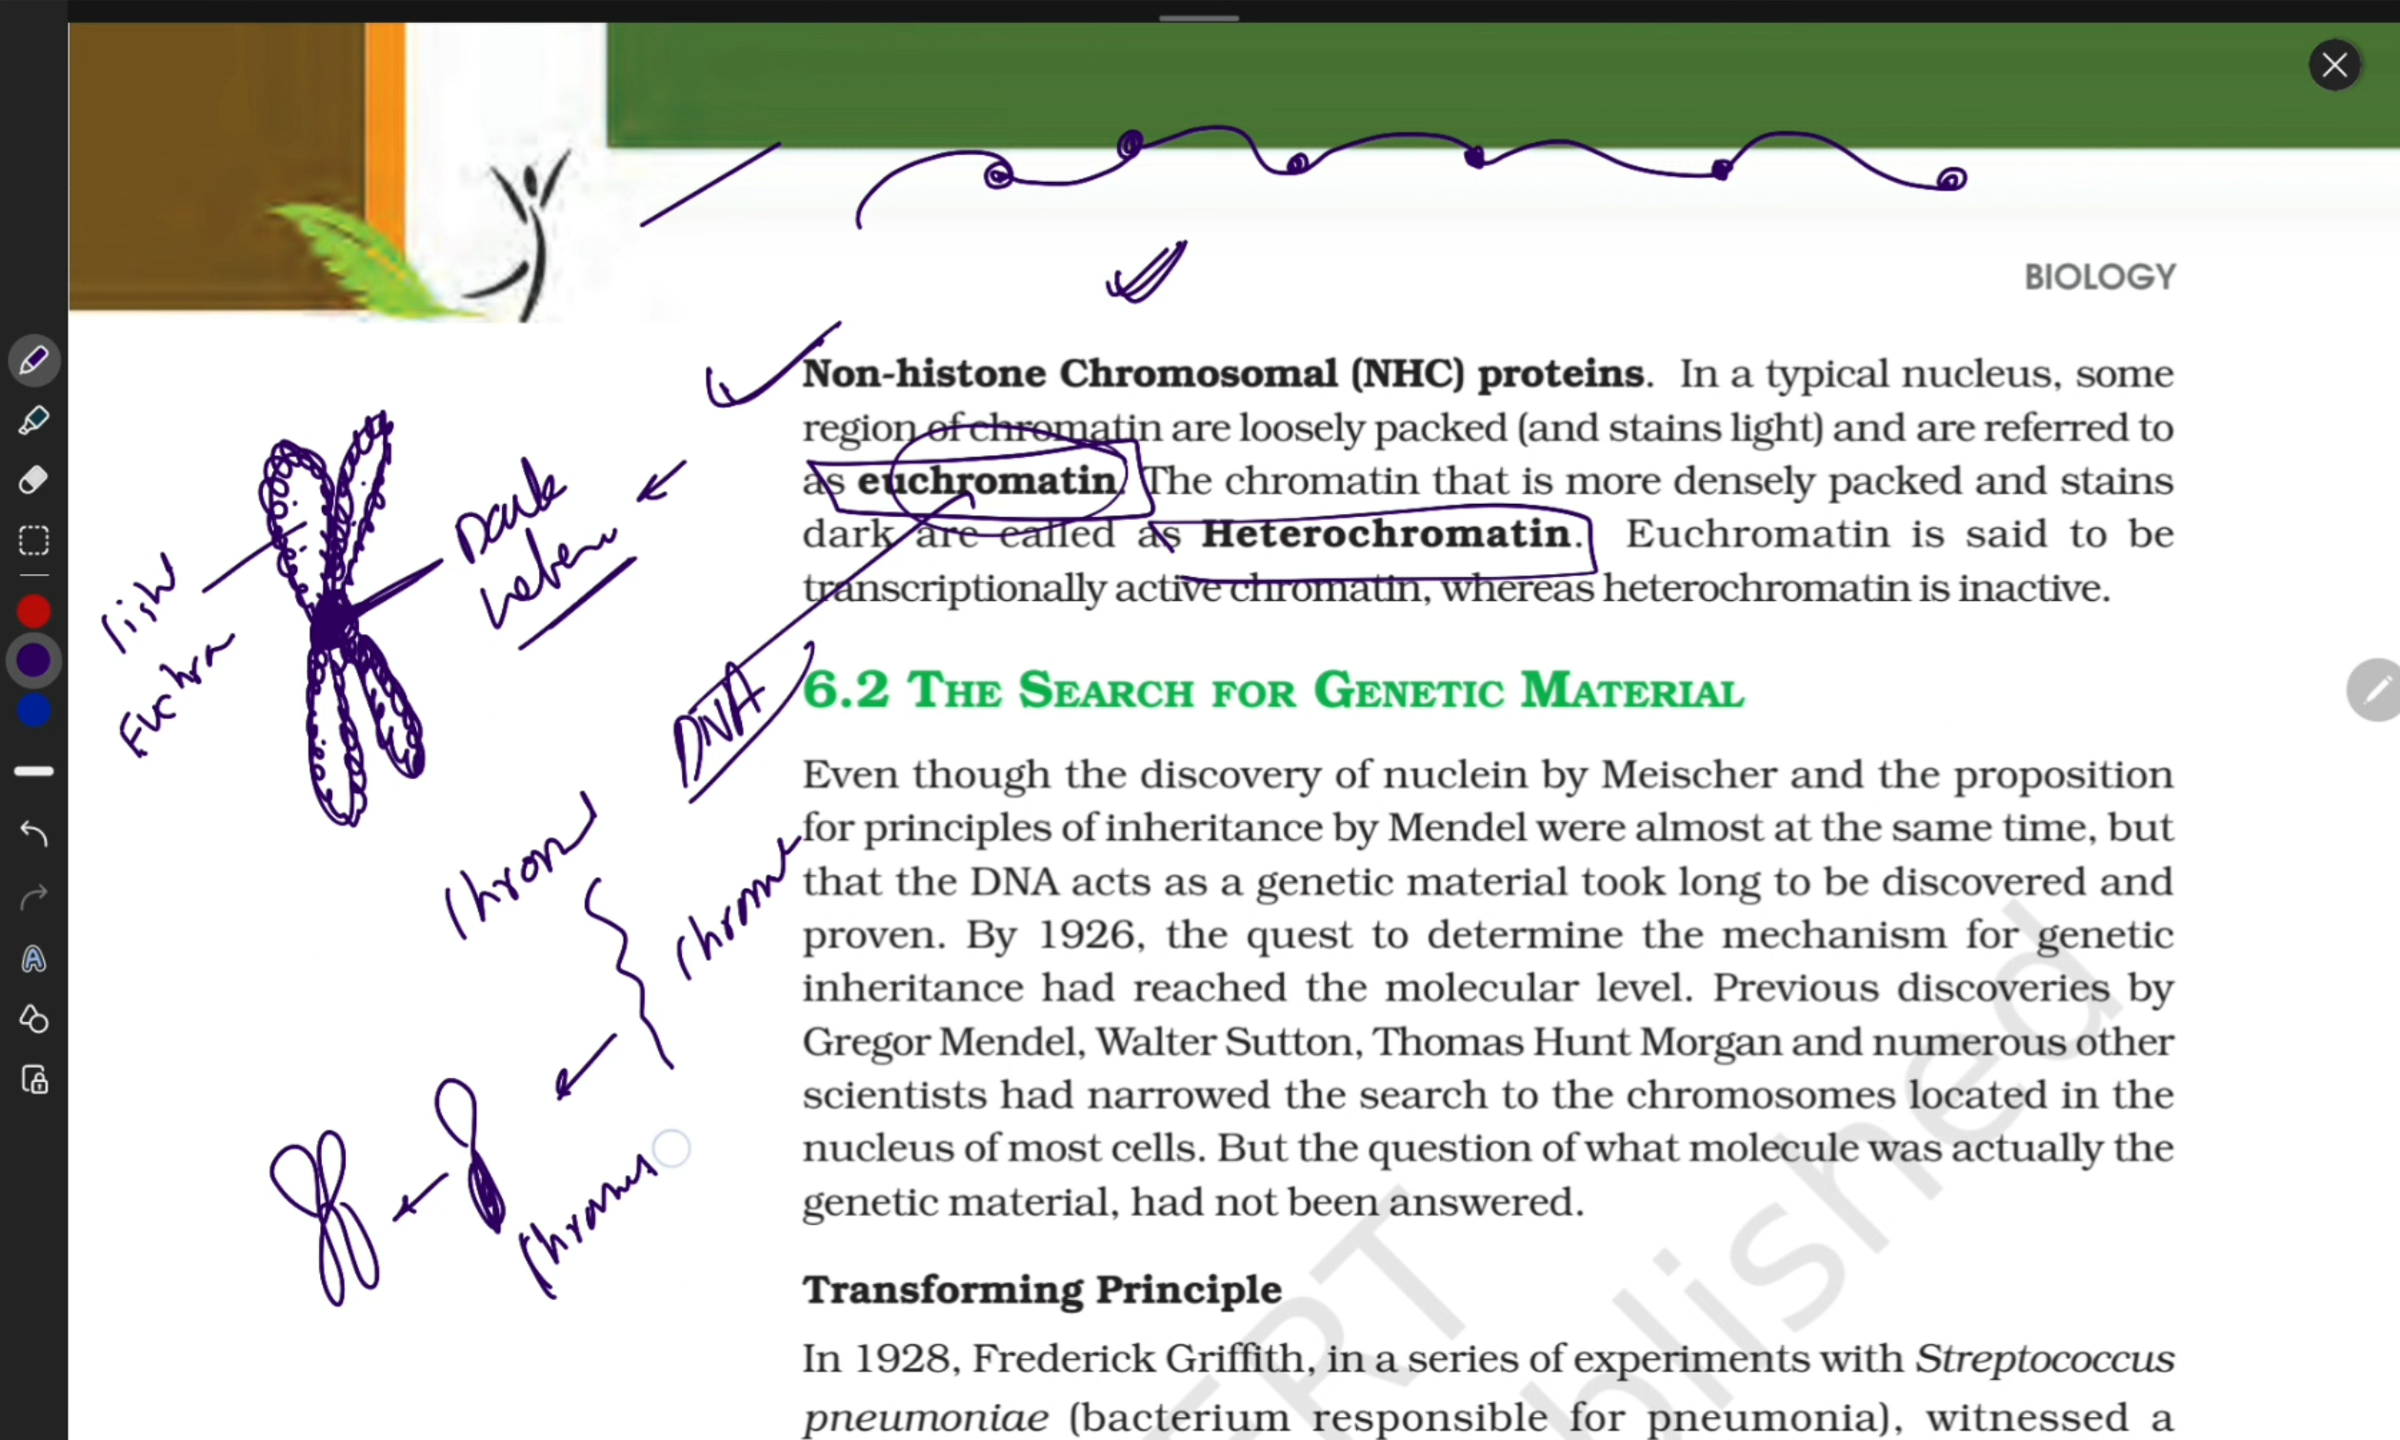 BIOLOGY
Non-histone Chromosomal (NHC) proteins. In a typical nucleus, some
region of chromatin are loosely packed (and stains light) and are referred to
as euchromatin. The chromatin that is more densely packed and stains
dark are called as Heterochromatin. Euchromatin is said to be
transcriptionally active chromatin, whereas heterochromatin is inactive.
Dark
DNA
6.2 THE SEARCH FOR GENETIC MATERIAL
Even though the discovery of nuclein by Meischer and the proposition
for principles of inheritance by Mendel were almost at the same time, but
that the DNA acts as a genetic material took long to be discovered and
proven. By 1926, the quest to determine the mechanism for genetic
inheritance had reached the molecular level. Previous discoveries by
Gregor Mendel, Walter Sutton, Thomas Hunt Morgan and numerous other
scientists had narrowed the search to the chromosomes located in the
nucleus of most cells. But the question of what molecule was actually the
genetic material, had not been answered.
Transforming Principle
In 1928, Frederick Griffith, in a series of experiments with Streptococcus
pneumoniae (bacterium responsible for pneumonia), witnessed a